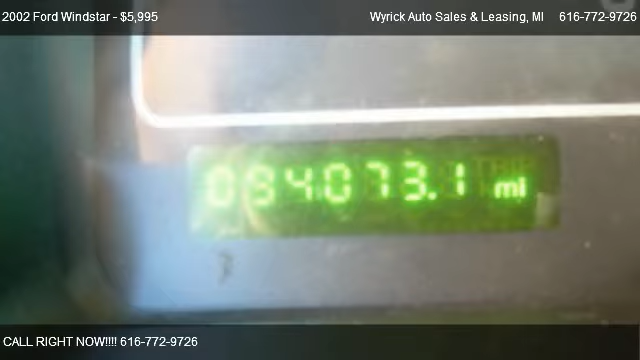 2002 Ford Windstar - $5,995
Wyrick Auto Sales & Leasing, MI 616-772-9726
094073.1 mi
CALL RIGHT NOW!!!! 616-772-9726